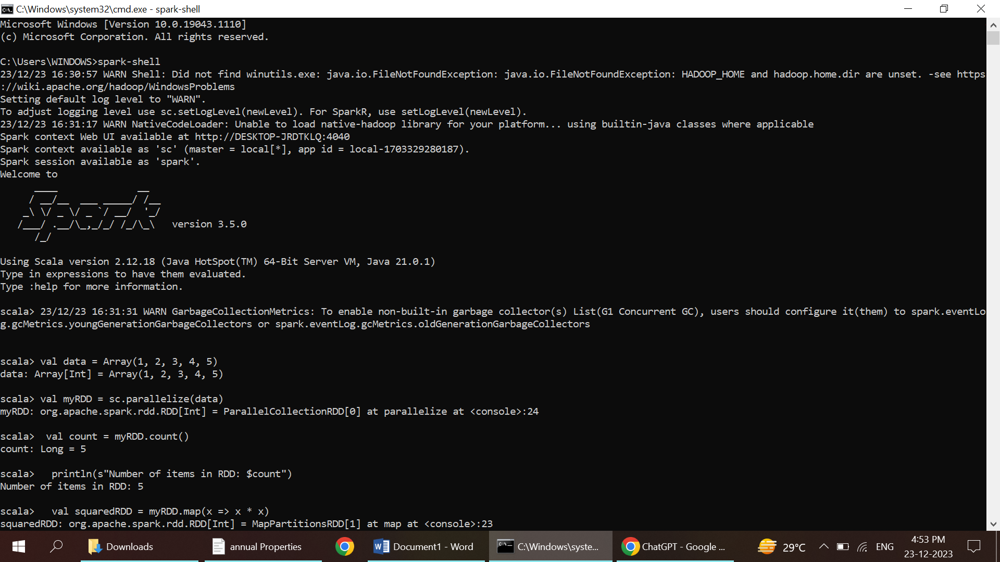 C:\Windows\system32\cmd.exe - spark-shell
Microsoft Windows [Version 10.0.19043.1110]
(c) Microsoft Corporation. All rights reserved.
C:\Users\WINDOWS>spark-shell
23/12/23 16:30:57 WARN Shell: Did not find winutils.exe: java.io.FileNotFoundException: java.io.FileNotFoundException: HADOOP_HOME and hadoop.home.dir are unset. -see https
://wiki.apache.org/hadoop/WindowsProblems
Setting default log level to "WARN".
To adjust logging level use sc.setLogLevel(newLevel). For SparkR, use setLogLevel(newLevel).
23/12/23 16:31:17 WARN NativeCodeLoader: Unable to load native-hadoop library for your platform... using builtin-java classes where applicable
Spark context Web UI available at http://DESKTOP-JRDTKLQ:4040
Spark context available as 'sc' (master = local[*], app id = local-1703329280187).
Spark session available as 'spark'.
Welcome to
      ____              __
     / __/__  ___ _____/ /__
    _\ \/ _ \/ _ `/ __/  '_/
   /___/ .__/\_,_/_/ /_/\_\   version 3.5.0
      /_/
Using Scala version 2.12.18 (Java HotSpot(TM) 64-Bit Server VM, Java 21.0.1)
Type in expressions to have them evaluated.
Type :help for more information.
scala> 23/12/23 16:31:31 WARN GarbageCollectionMetrics: To enable non-built-in garbage collector(s) List(G1 Concurrent GC), users should configure it(them) to spark.eventLo
g.gcMetrics.youngGenerationGarbageCollectors or spark.eventLog.gcMetrics.oldGenerationGarbageCollectors
scala> val data = Array(1, 2, 3, 4, 5)
data: Array[Int] = Array(1, 2, 3, 4, 5)
scala> val myRDD = sc.parallelize(data)
myRDD: org.apache.spark.rdd.RDD[Int] = ParallelCollectionRDD[0] at parallelize at <console>:24
scala>  val count = myRDD.count()
count: Long = 5
scala>   println(s"Number of items in RDD: $count")
Number of items in RDD: 5
scala>   val squaredRDD = myRDD.map(x => x * x)
squaredRDD: org.apache.spark.rdd.RDD[Int] = MapPartitionsRDD[1] at map at <console>:23
Downloads
annual Properties
Document1 - Word
C:\Windows\syste...
ChatGPT - Google ...
29°C
ENG
4:53 PM
23-12-2023